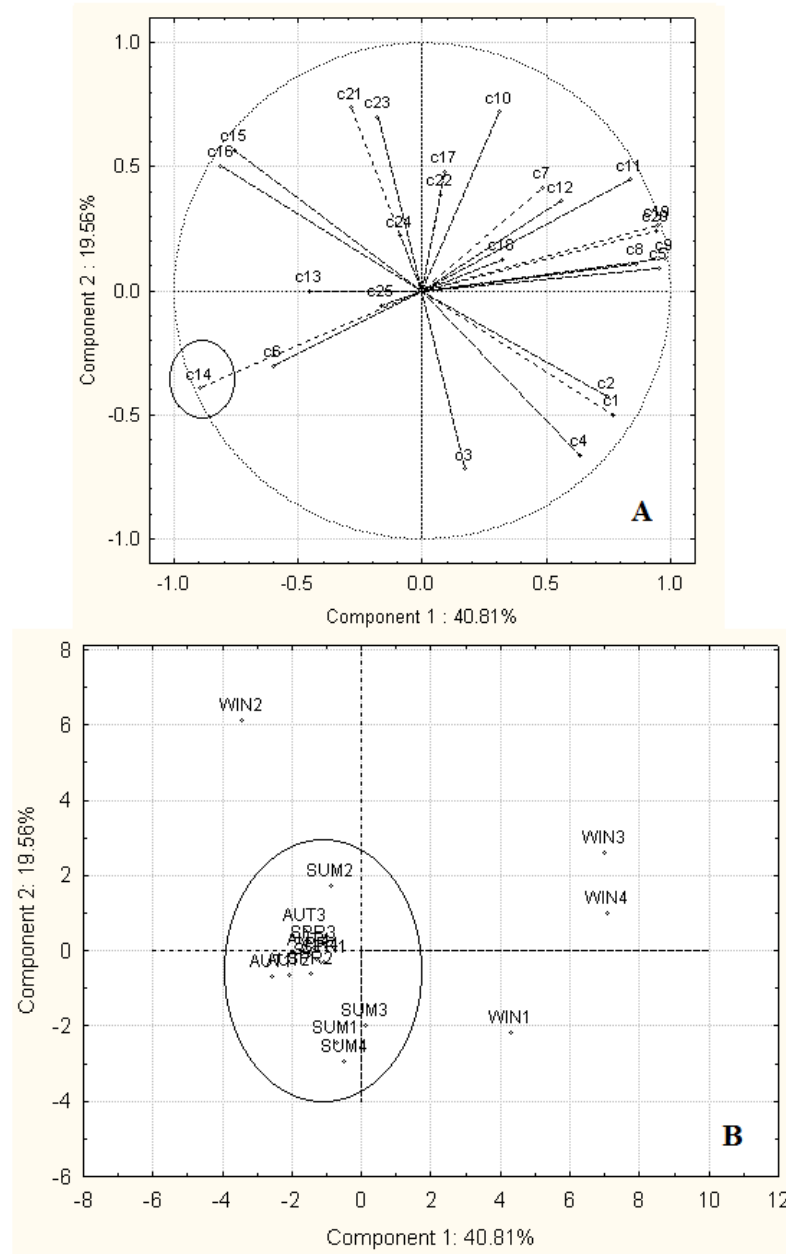 1.0
c21
c23
c10
c15
c16
0.5
c17
c7
c11
c22
c12
c24
c18
c8
c9
c5
c13
0.0
c25
c6
c14
c2
c1
-0.5
c4
c3
A
-1.0
-1.0 -0.5 0.0 0.5 1.0
Component 2 : 19.56%
Component 1 : 40.81%
8
WIN2
6
4
WIN3
2
SUM2
WIN4
AUT3
0
SPR2
SUM3
WIN1
-2
SUM1
SUM4
-4
B
-6
-8 -6 -4 -2 0 2 4 6 8 10 12
Component 2: 19.56%
Component 1: 40.81%